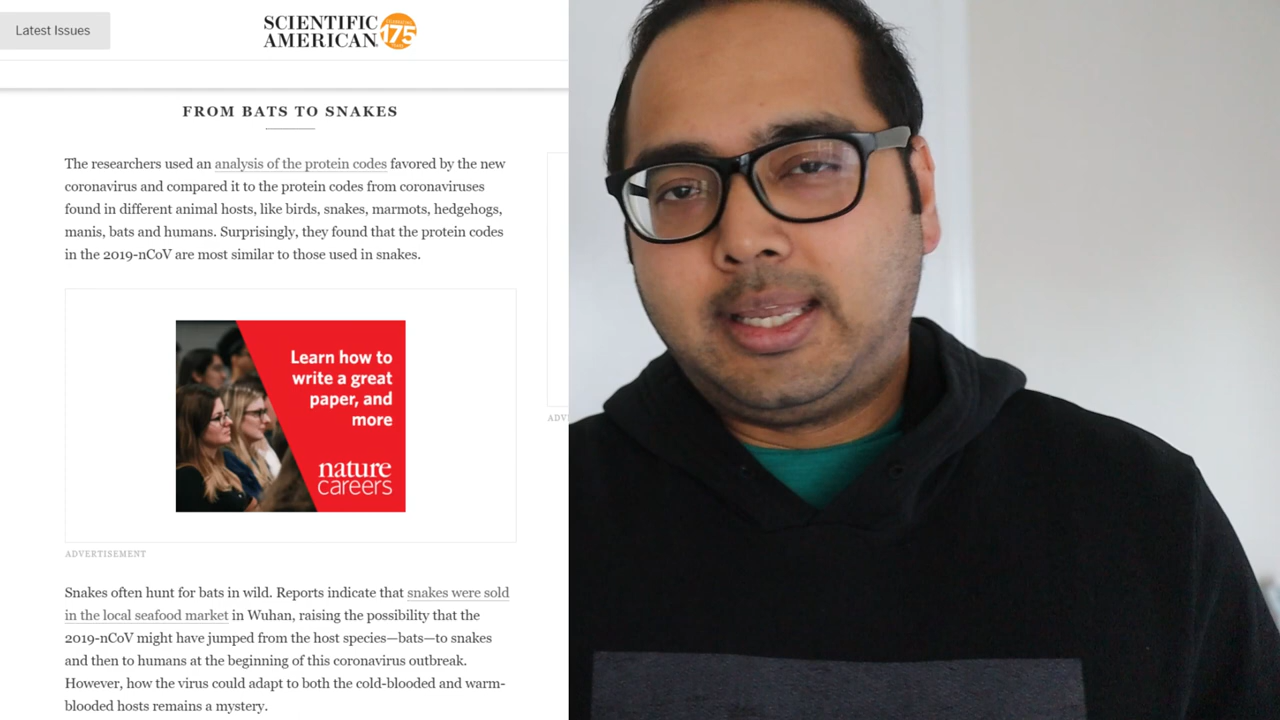 Latest Issues
SCIENTIFIC
AMERICAN
175
FROM BATS TO SNAKES
The researchers used an analysis of the protein codes favored by the new
coronavirus and compared it to the protein codes from coronaviruses
found in different animal hosts, like birds, snakes, marmots, hedgehogs,
manis, bats and humans. Surprisingly, they found that the protein codes
in the 2019-nCoV are most similar to those used in snakes.
Learn how to
write a great
paper, and
more
nature
careers
ADVERTISEMENT
Snakes often hunt for bats in wild. Reports indicate that snakes were sold
in the local seafood market in Wuhan, raising the possibility that the
2019-nCoV might have jumped from the host species—bats—to snakes
and then to humans at the beginning of this coronavirus outbreak.
However, how the virus could adapt to both the cold-blooded and warm-
blooded hosts remains a mystery.
ADV